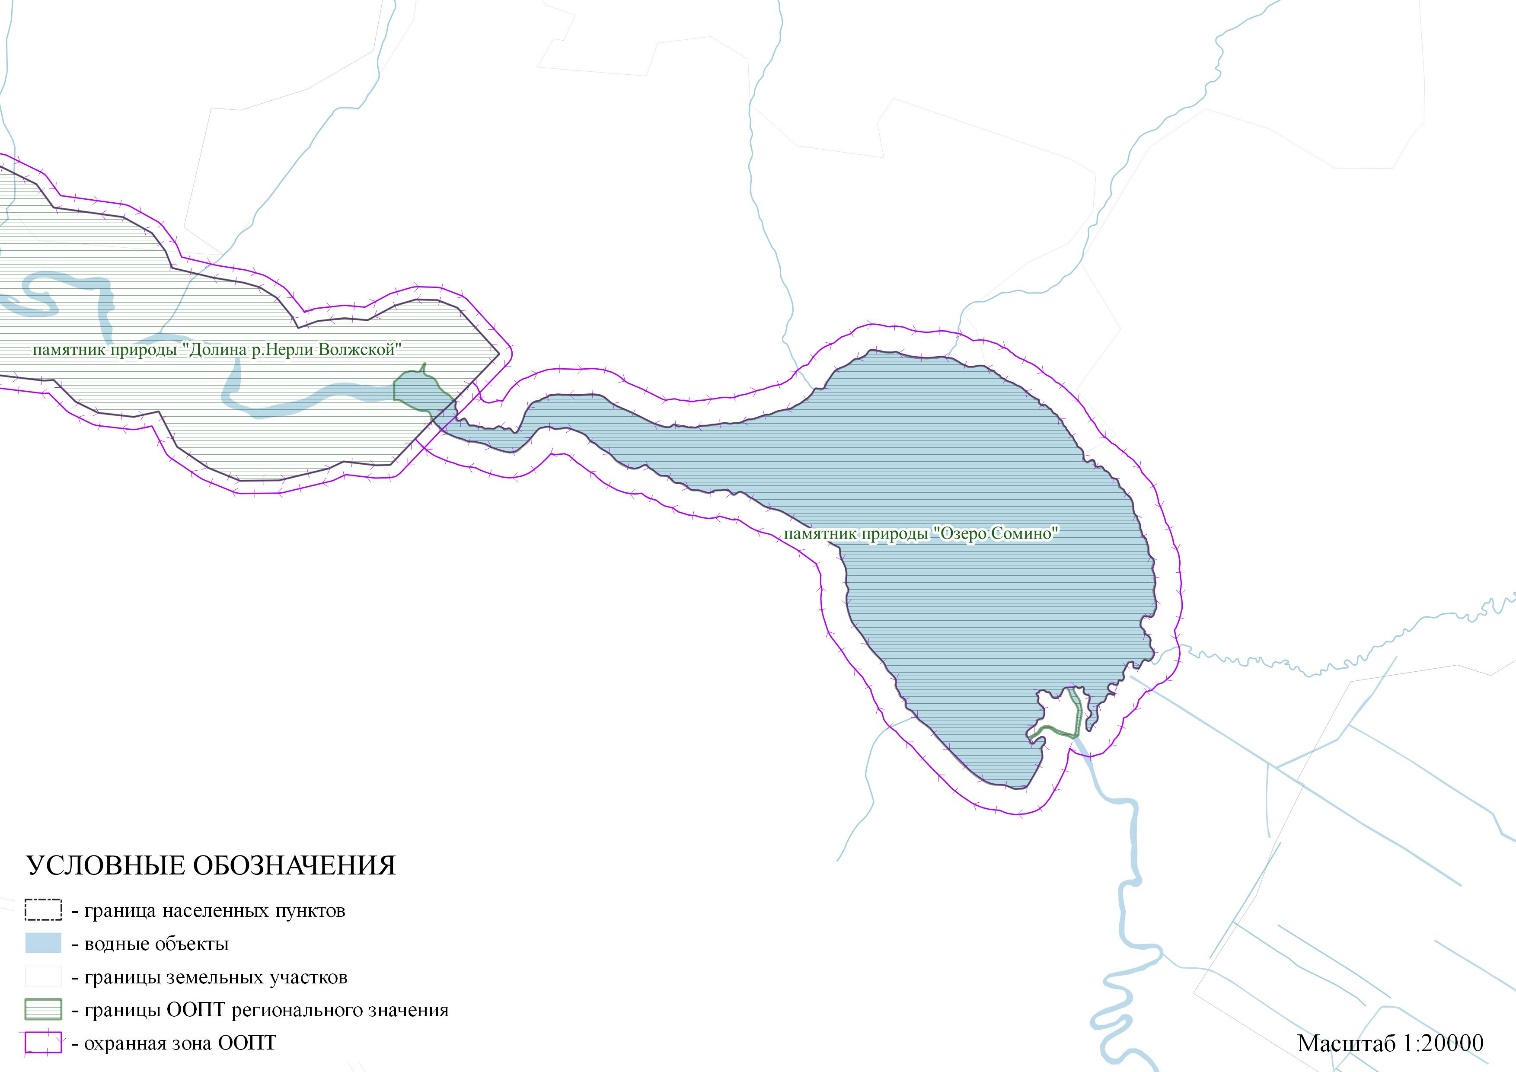 памятник природы "Долина р.Нерли Волжской"
памятник природы "Озеро Сомино"
УСЛОВНЫЕ ОБОЗНАЧЕНИЯ
- граница населенных пунктов
- водные объекты
- границы земельных участков
- границы ООПТ регионального значения
- охранная зона ООПТ
Масштаб 1:20000